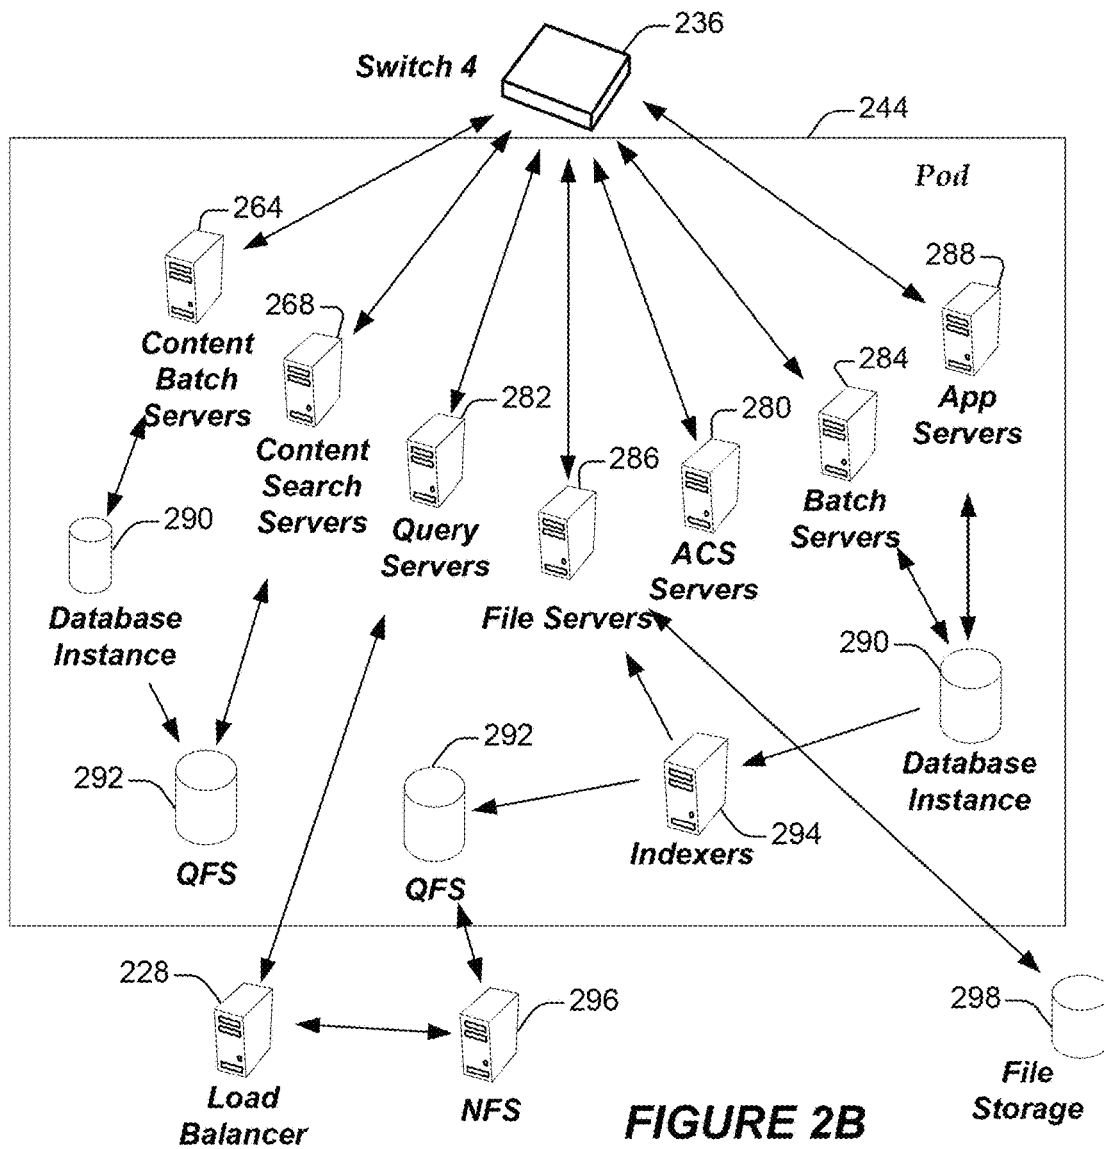 236
Switch 4
244
Pod
264
288
268
Content
Batch
Servers
284
282
280
App
Servers
Content
Search
Servers
286
290
Query
Servers
Batch
Servers
ACS
Servers
Database
Instance
File Servers
290
292
292
Database
Instance
294
Indexers
QFS
QFS
228
296
298
Load
Balancer
NFS
File
Storage
FIGURE 2B